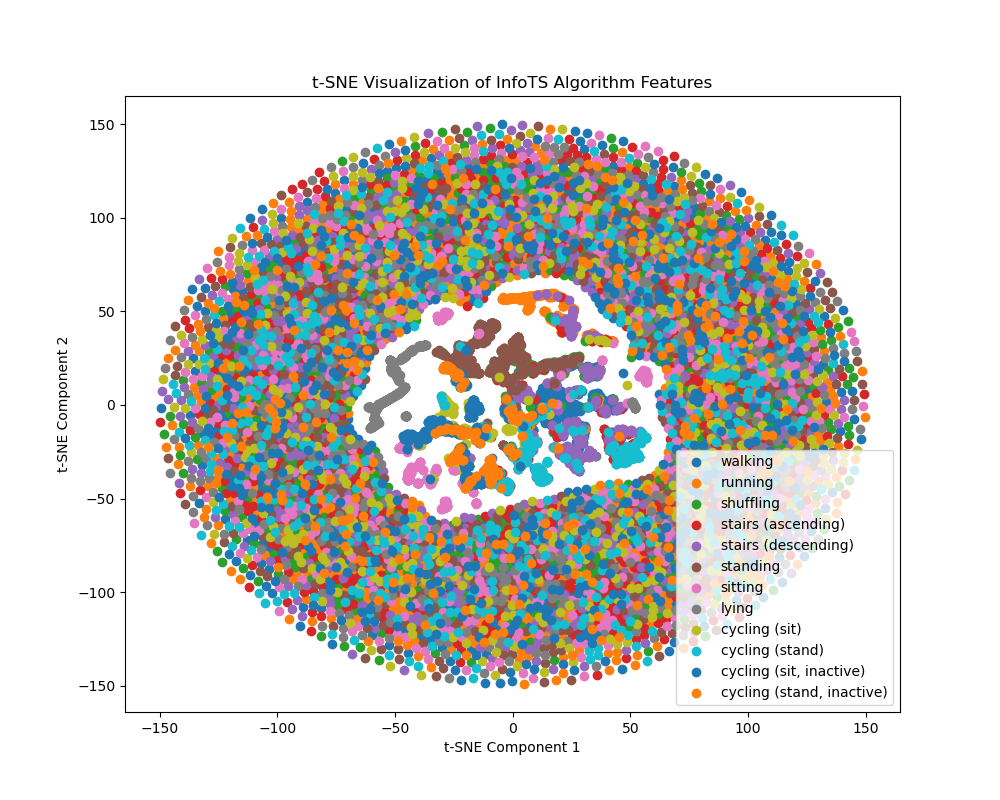 t-SNE Visualization of InfoTS Algorithm Features
150
100
50
0
−50
−100
−150
t-SNE Component 2
walking
running
shuffling
stairs (ascending)
stairs (descending)
standing
sitting
lying
cycling (sit)
cycling (stand)
cycling (sit, inactive)
cycling (stand, inactive)
−150
−100
−50
0
50
100
150
t-SNE Component 1